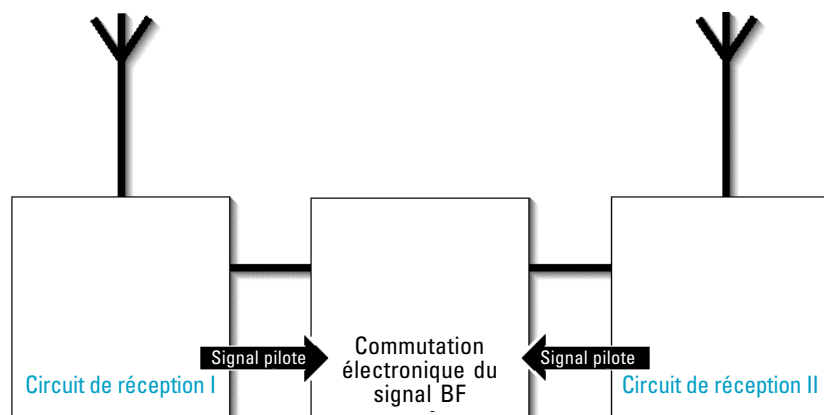 Signal pilote
Commutation
électronique du
signal BF
Signal pilote
Circuit de réception I
Circuit de réception II